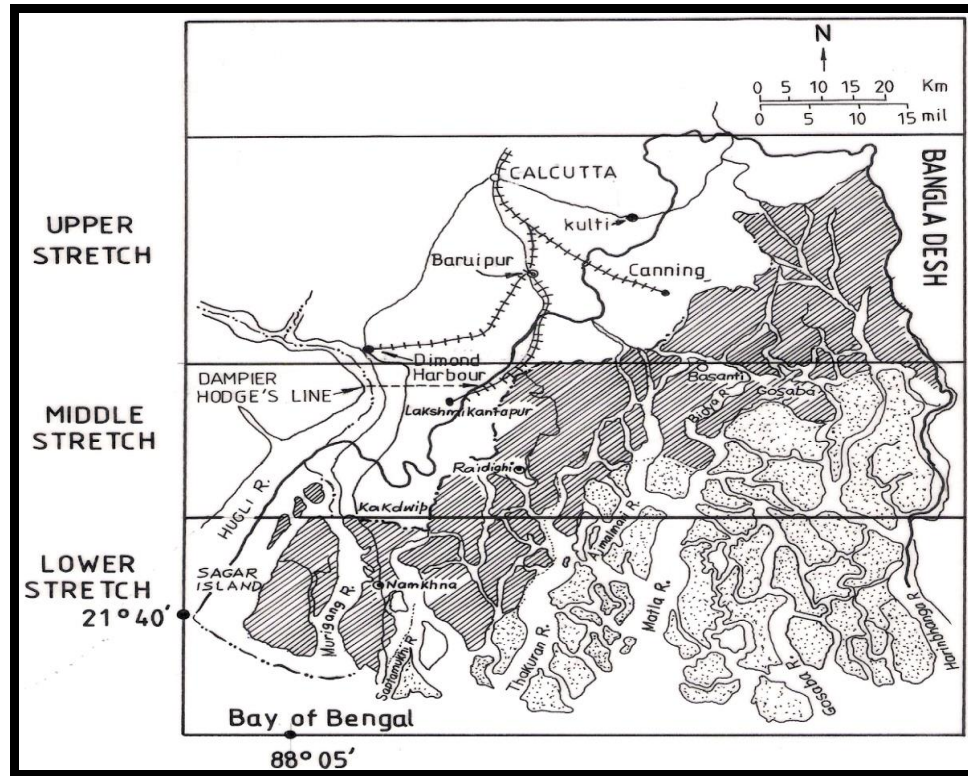 N
0 5 10 15 20 Km
0 5 10 15 mil
BANGLA DESH
UPPER
STRETCH
CALCUTTA
kulti
Baruipur
Canning
Dimond
Harbour
DAMPIER
HODGE'S LINE
Lakshmikantapur
Basanti
Gosaba
Bidya R.
MIDDLE
STRETCH
Raidighi
HUGLI R.
Kakdwip
Ajmalmari R.
LOWER
STRETCH
SAGAR
ISLAND
Namkhna
21° 40'
Murigang R.
Saptamukhi R.
Thakuran R.
Matla R.
Gosaba R.
Harinbhanga R
Bay of Bengal
88° 05'